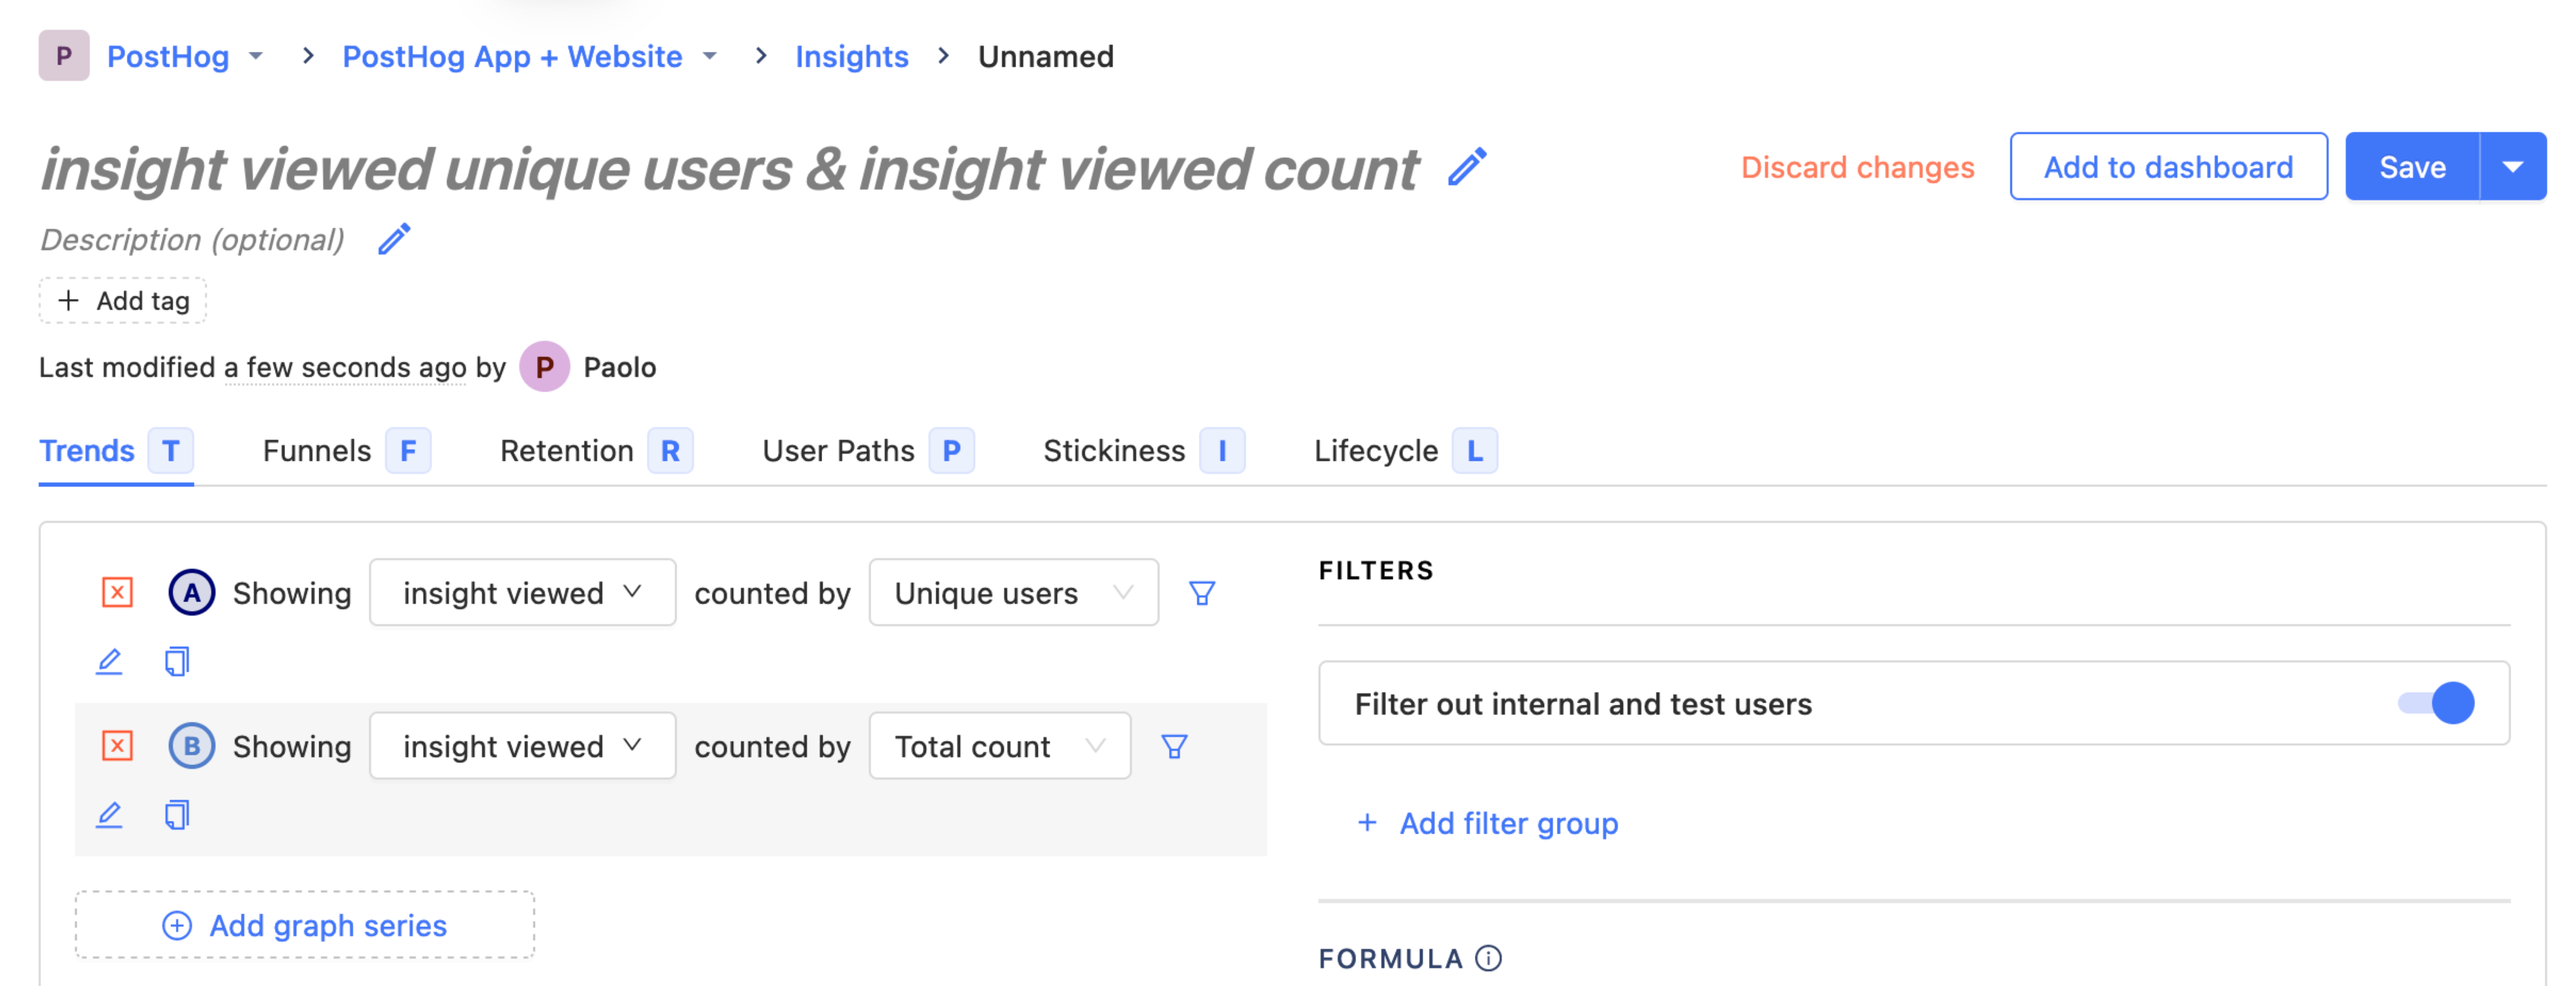 P PostHog > PostHog App + Website > Insights > Unnamed
insight viewed unique users & insight viewed count
Discard changes Add to dashboard Save
Description (optional)
+ Add tag
Last modified a few seconds ago by P Paolo
Trends T Funnels F Retention R User Paths P Stickiness I Lifecycle L
A Showing insight viewed counted by Unique users
B Showing insight viewed counted by Total count
Add graph series
FILTERS
Filter out internal and test users
+ Add filter group
FORMULA